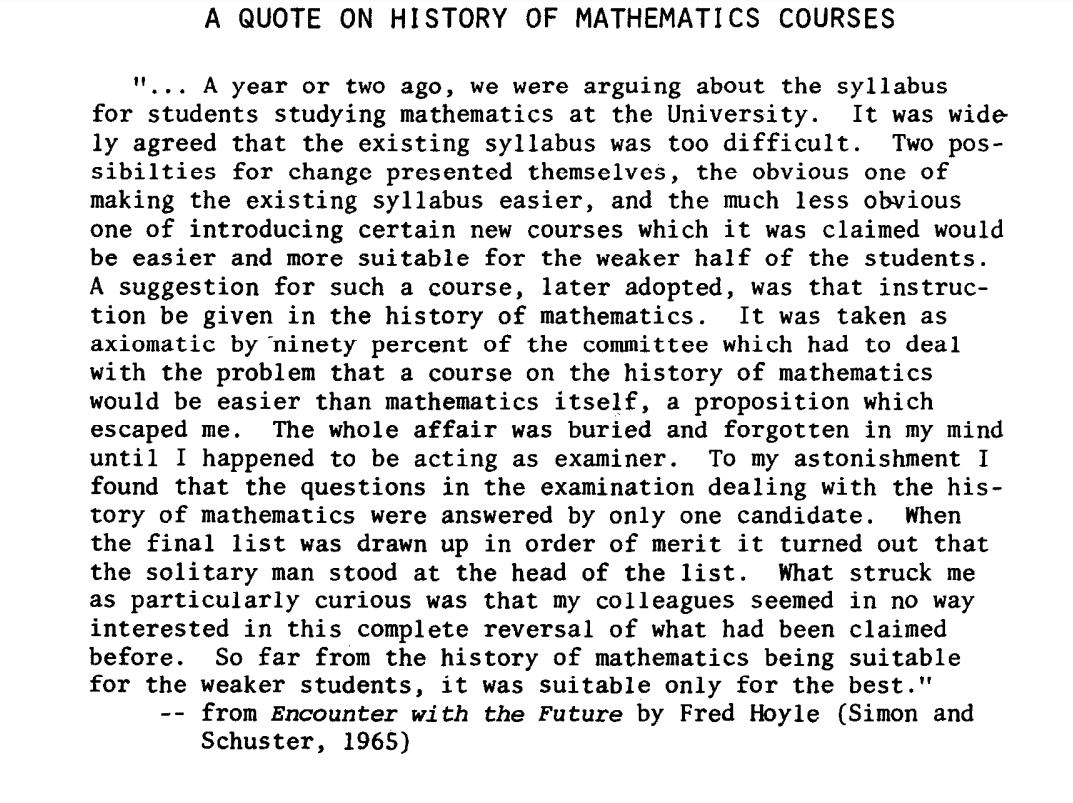 A QUOTE ON HISTORY OF MATHEMATICS COURSES
"... A year or two ago, we were arguing about the syllabus
for students studying mathematics at the University. It was wide-
ly agreed that the existing syllabus was too difficult. Two pos-
sibilties for change presented themselves, the obvious one of
making the existing syllabus easier, and the much less obvious
one of introducing certain new courses which it was claimed would
be easier and more suitable for the weaker half of the students.
A suggestion for such a course, later adopted, was that instruc-
tion be given in the history of mathematics. It was taken as
axiomatic by ninety percent of the committee which had to deal
with the problem that a course on the history of mathematics
would be easier than mathematics itself, a proposition which
escaped me. The whole affair was buried and forgotten in my mind
until I happened to be acting as examiner. To my astonishment I
found that the questions in the examination dealing with the his-
tory of mathematics were answered by only one candidate. When
the final list was drawn up in order of merit it turned out that
the solitary man stood at the head of the list. What struck me
as particularly curious was that my colleagues seemed in no way
interested in this complete reversal of what had been claimed
before. So far from the history of mathematics being suitable
for the weaker students, it was suitable only for the best."
-- from Encounter with the Future by Fred Hoyle (Simon and
Schuster, 1965)